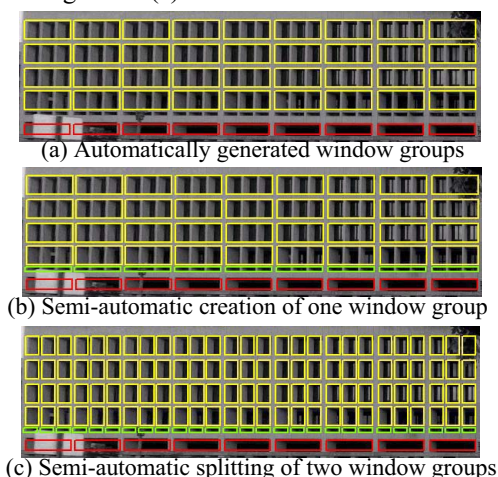 (a) Automatically generated window groups
(b) Semi-automatic creation of one window group
(c) Semi-automatic splitting of two window groups